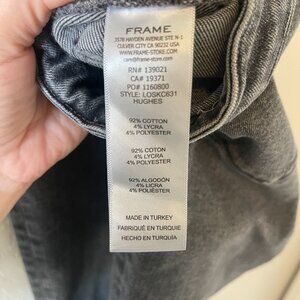 FRAME
3578 HAYDEN AVENUE STE N-1
CULVER CITY CA 90232 USA
WWW.FRAME-STORE.COM
care@frame-store.com
RN# 139021
CA# 19371
PO# 1160800
STYLE: LOSKC631
HUGHES
92% COTTON
4% LYCRA
4% POLYESTER
92% COTON
4% LYCRA
4% POLYESTER
92% ALGODÓN
4% LICRA
4% POLIÉSTER
MADE IN TURKEY
FABRIQUÉ EN TURQUIE
HECHO EN TURQUÍA